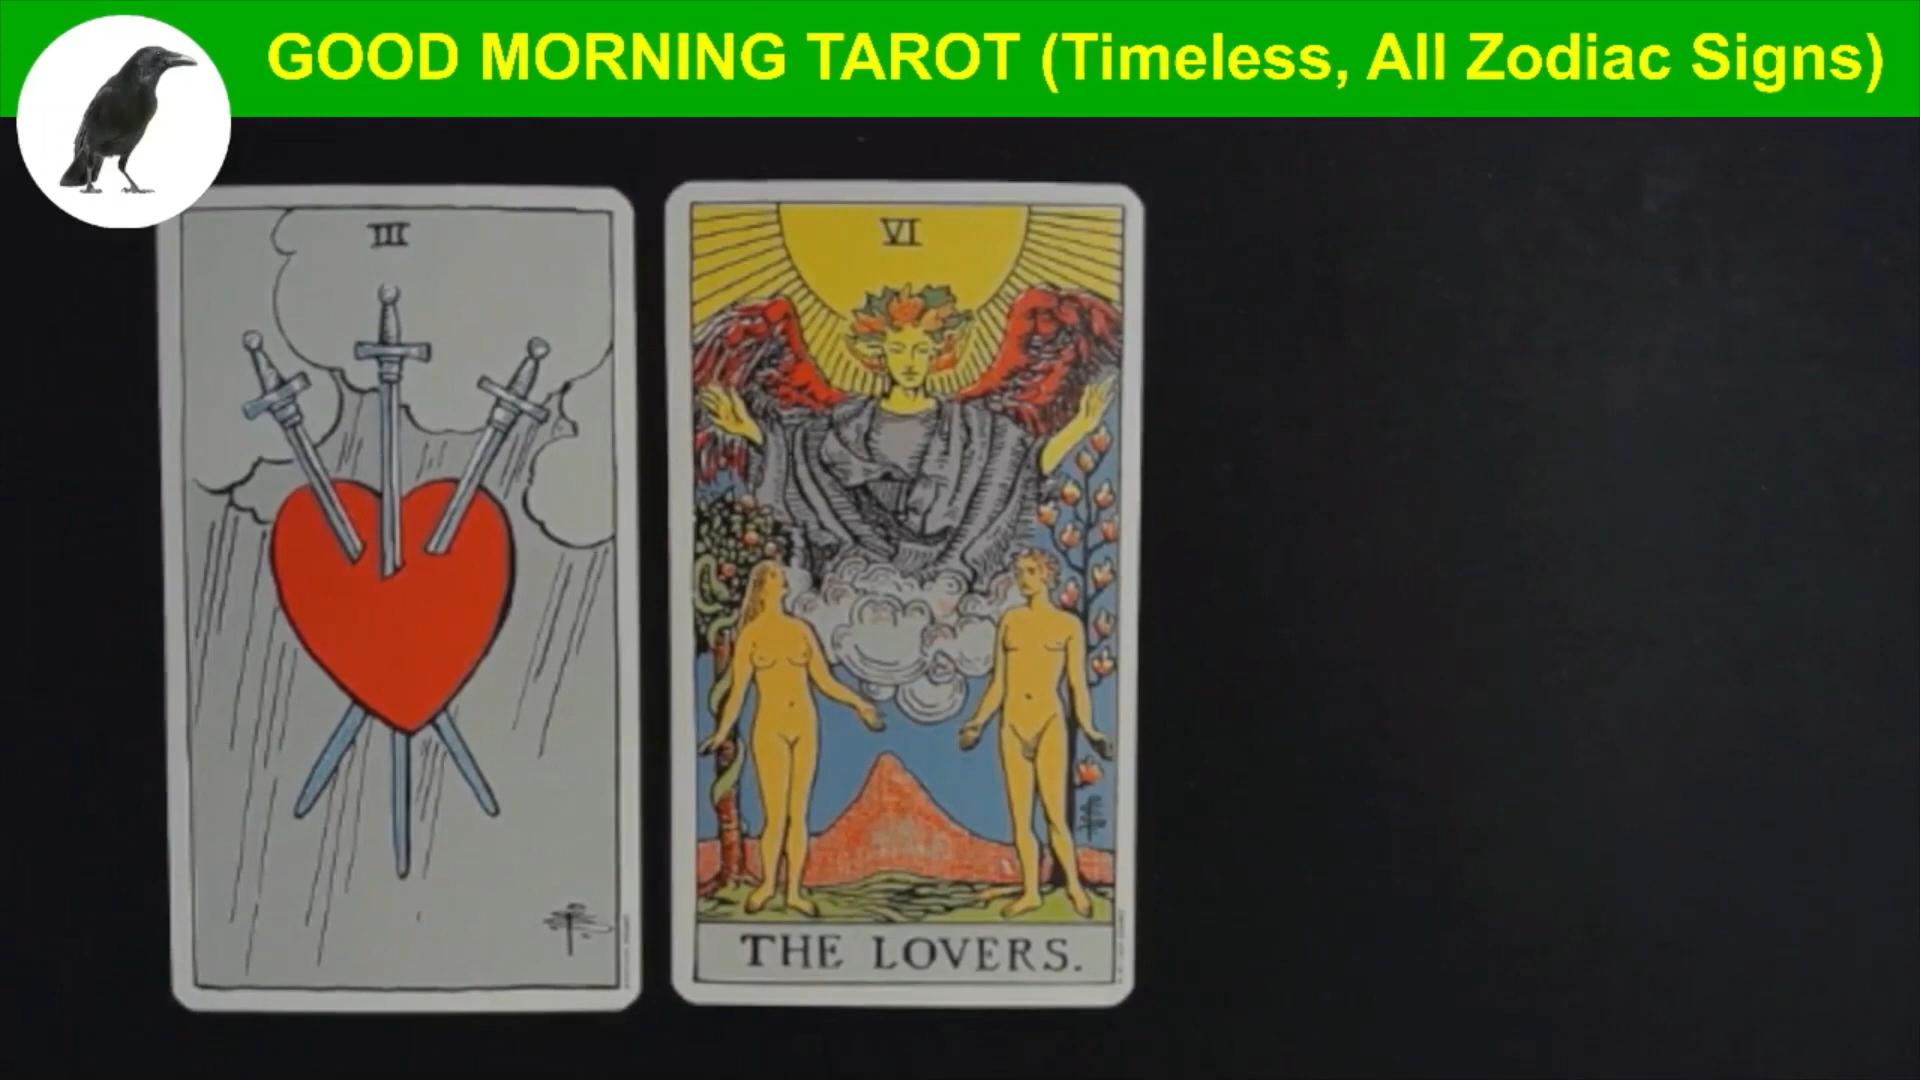 GOOD MORNING TAROT (Timeless, All Zodiac Signs)
III
VI
THE LOVERS.